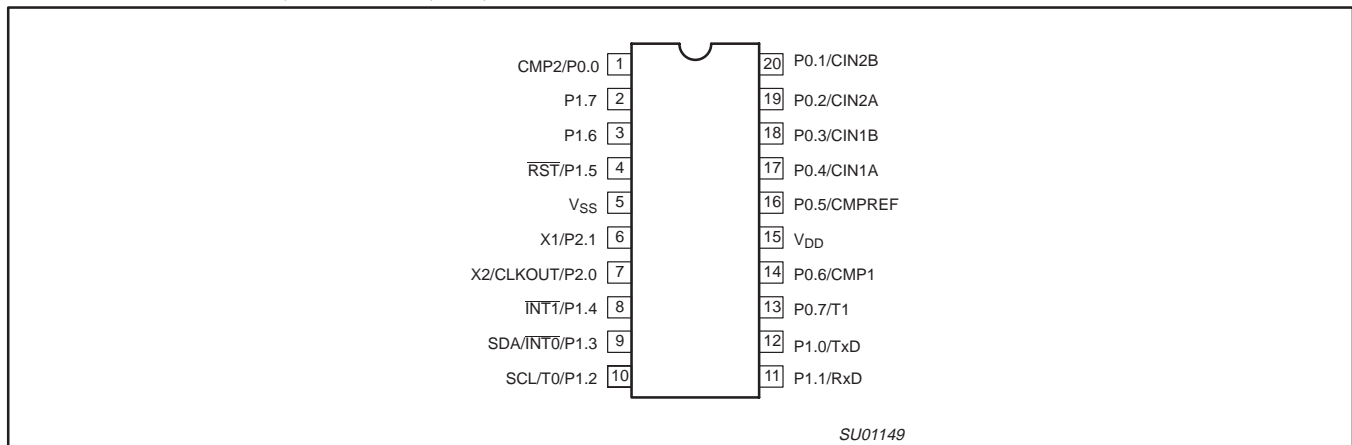 CMP2/P0.0 1 20 P0.1/CIN2B
P1.7 2 19 P0.2/CIN2A
P1.6 3 18 P0.3/CIN1B
RST/P1.5 4 17 P0.4/CIN1A
VSS 5 16 P0.5/CMPREF
X1/P2.1 6 15 VDD
X2/CLKOUT/P2.0 7 14 P0.6/CMP1
INT1/P1.4 8 13 P0.7/T1
SDA/INT0/P1.3 9 12 P1.0/TxD
SCL/T0/P1.2 10 11 P1.1/RxD
SU01149